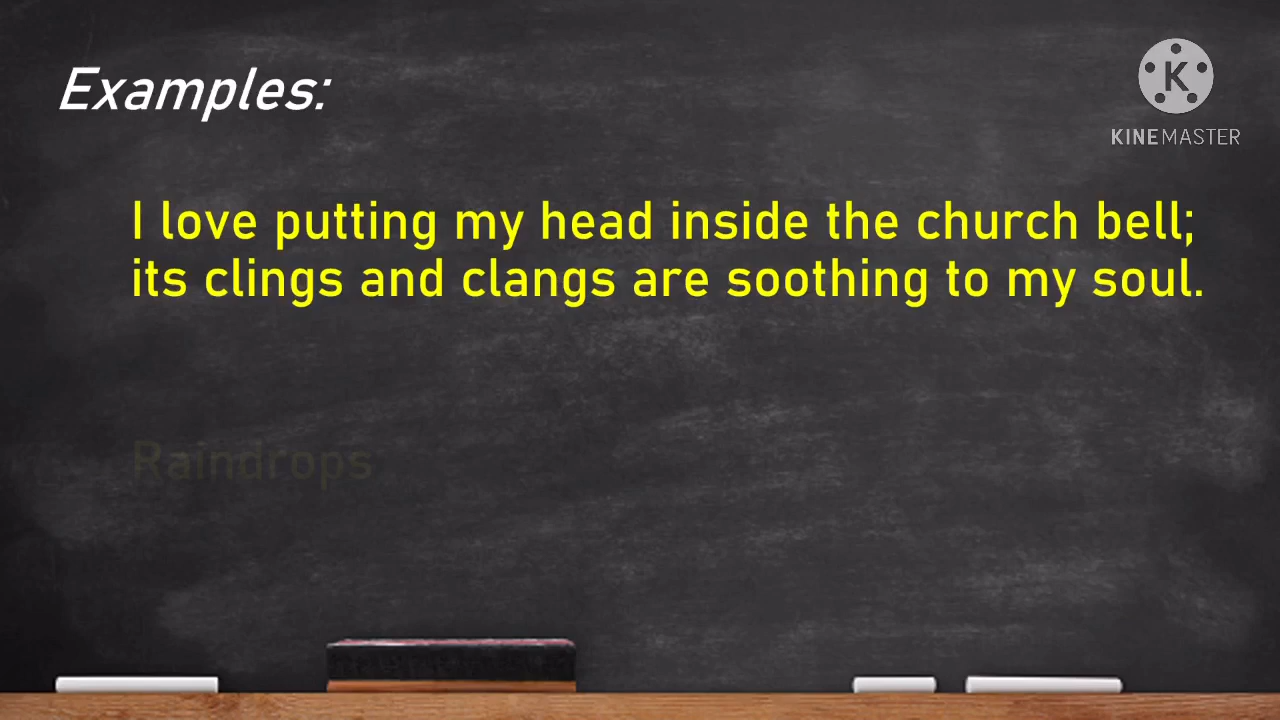 Examples:
K
KINEMASTER
I love putting my head inside the church bell;
its clings and clangs are soothing to my soul.
Raindrops